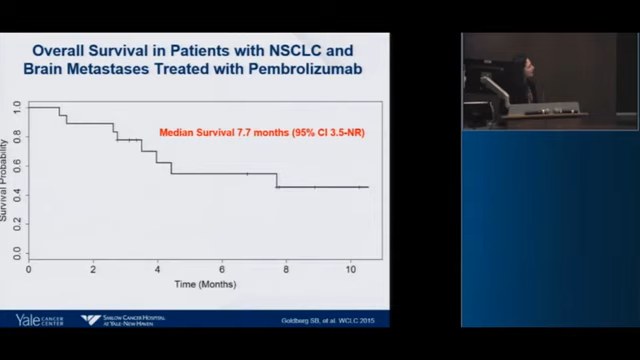 Overall Survival in Patients with NSCLC and
Brain Metastases Treated with Pembrolizumab
Median Survival 7.7 months (95% CI 3.5-NR)
Survival Probability
1.0
0.8
0.6
0.4
0.2
0.0
0
2
4
6
8
10
Time (Months)
Yale CANCER CENTER
SMILOW CANCER HOSPITAL
AT YALE-NEW HAVEN
Goldberg SB, et al. WCLC 2015